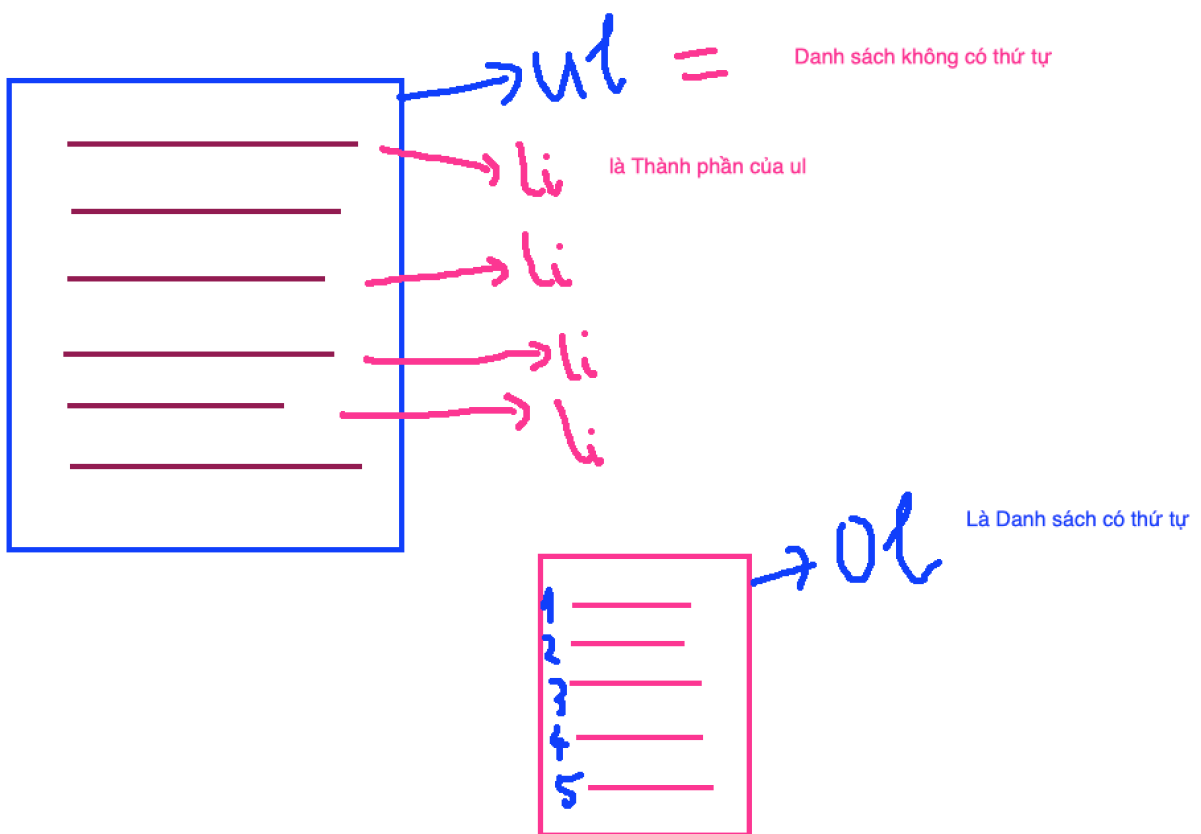 ul = Danh sách không có thứ tự
li là Thành phần của ul
li
li
li
Ol Là Danh sách có thứ tự
1
2
3
4
5